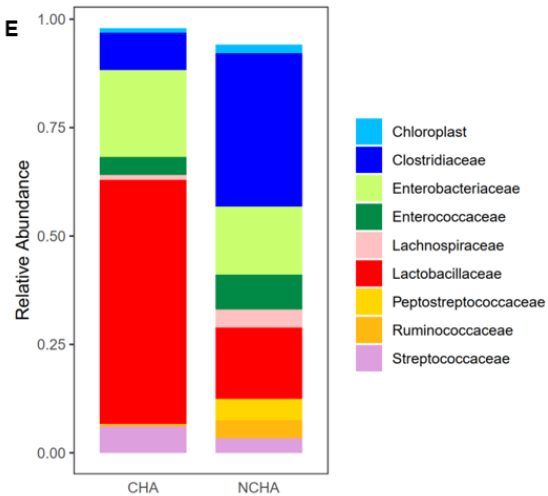 E
Relative Abundance
1.00
0.75
0.50
0.25
0.00
CHA
NCHA
Chloroplast
Clostridiaceae
Enterobacteriaceae
Enterococcaceae
Lachnospiraceae
Lactobacillaceae
Peptostreptococcaceae
Ruminococcaceae
Streptococcaceae